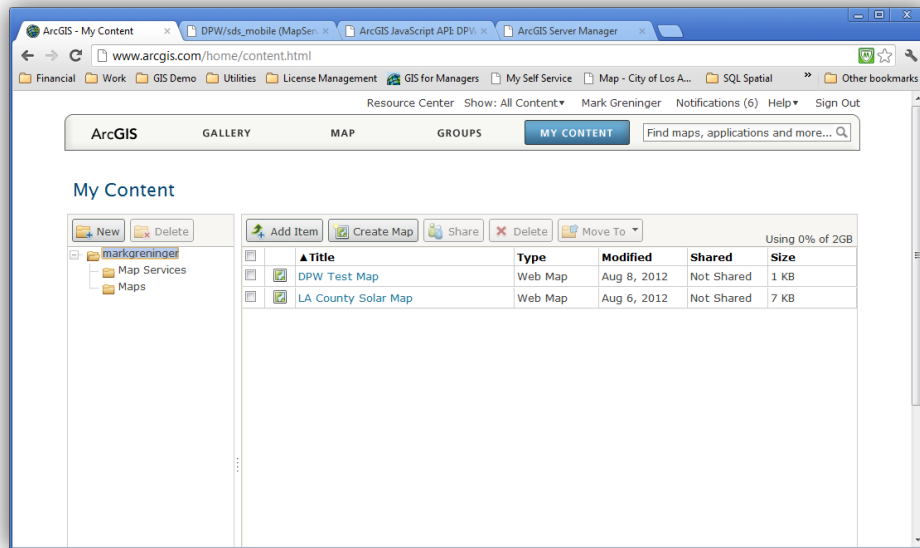 ArcGIS - My Content × DPW/sds_mobile (MapServ × ArcGIS JavaScript API: DPW × ArcGIS Server Manager ×
www.arcgis.com/home/content.html
Financial Work GIS Demo Utilities License Management GIS for Managers My Self Service Map - City of Los A... SQL Spatial » Other bookmarks
Resource Center Show: All Content▾ Mark Greninger Notifications (6) Help▾ Sign Out
ArcGIS GALLERY MAP GROUPS MY CONTENT Find maps, applications and more...
My Content
New Delete Add Item Create Map Share Delete Move To ▾
Using 0% of 2GB
markgreninger
Map Services
Maps
▲Title Type Modified Shared Size
DPW Test Map Web Map Aug 8, 2012 Not Shared 1 KB
LA County Solar Map Web Map Aug 6, 2012 Not Shared 7 KB